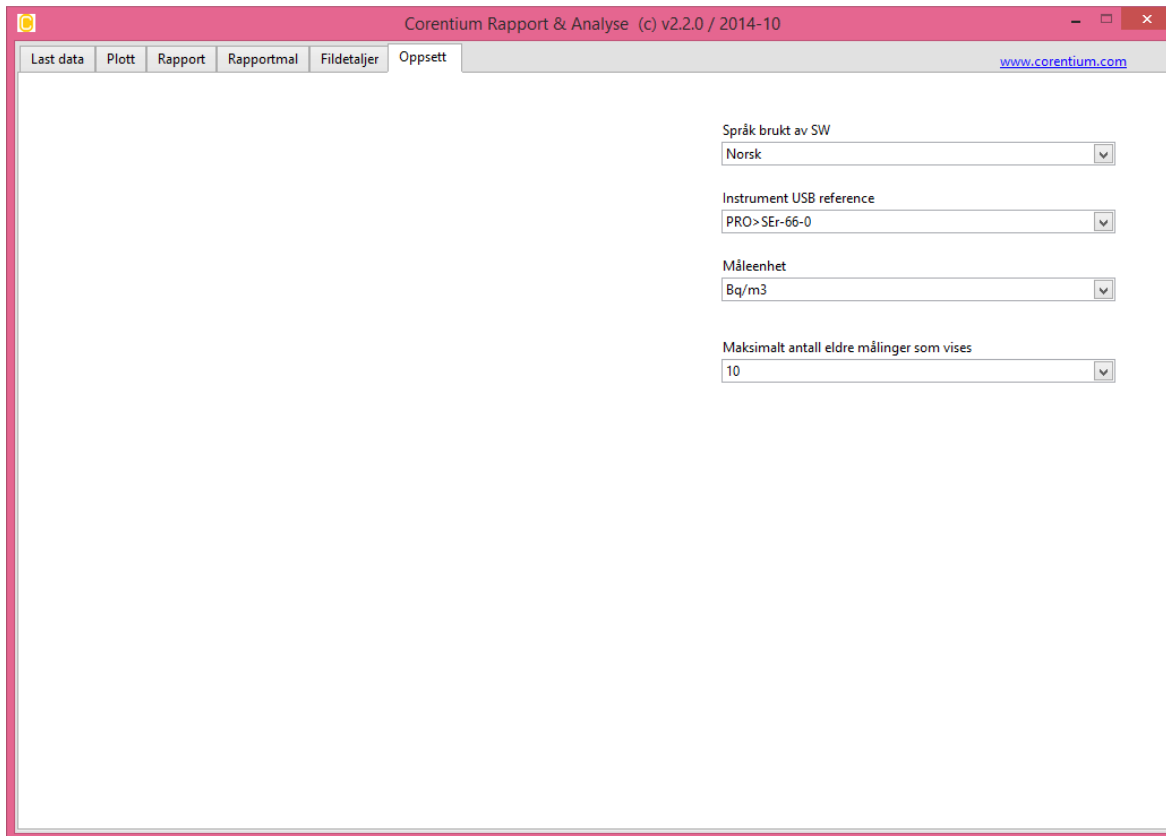 C
Corentium Rapport & Analyse (c) v2.2.0 / 2014-10
Last data Plott Rapport Rapportmal Fildetaljer Oppsett
www.corentium.com
Språk brukt av SW
Norsk
Instrument USB reference
PRO>SEr-66-0
Måleenhet
Bq/m3
Maksimalt antall eldre målinger som vises
10